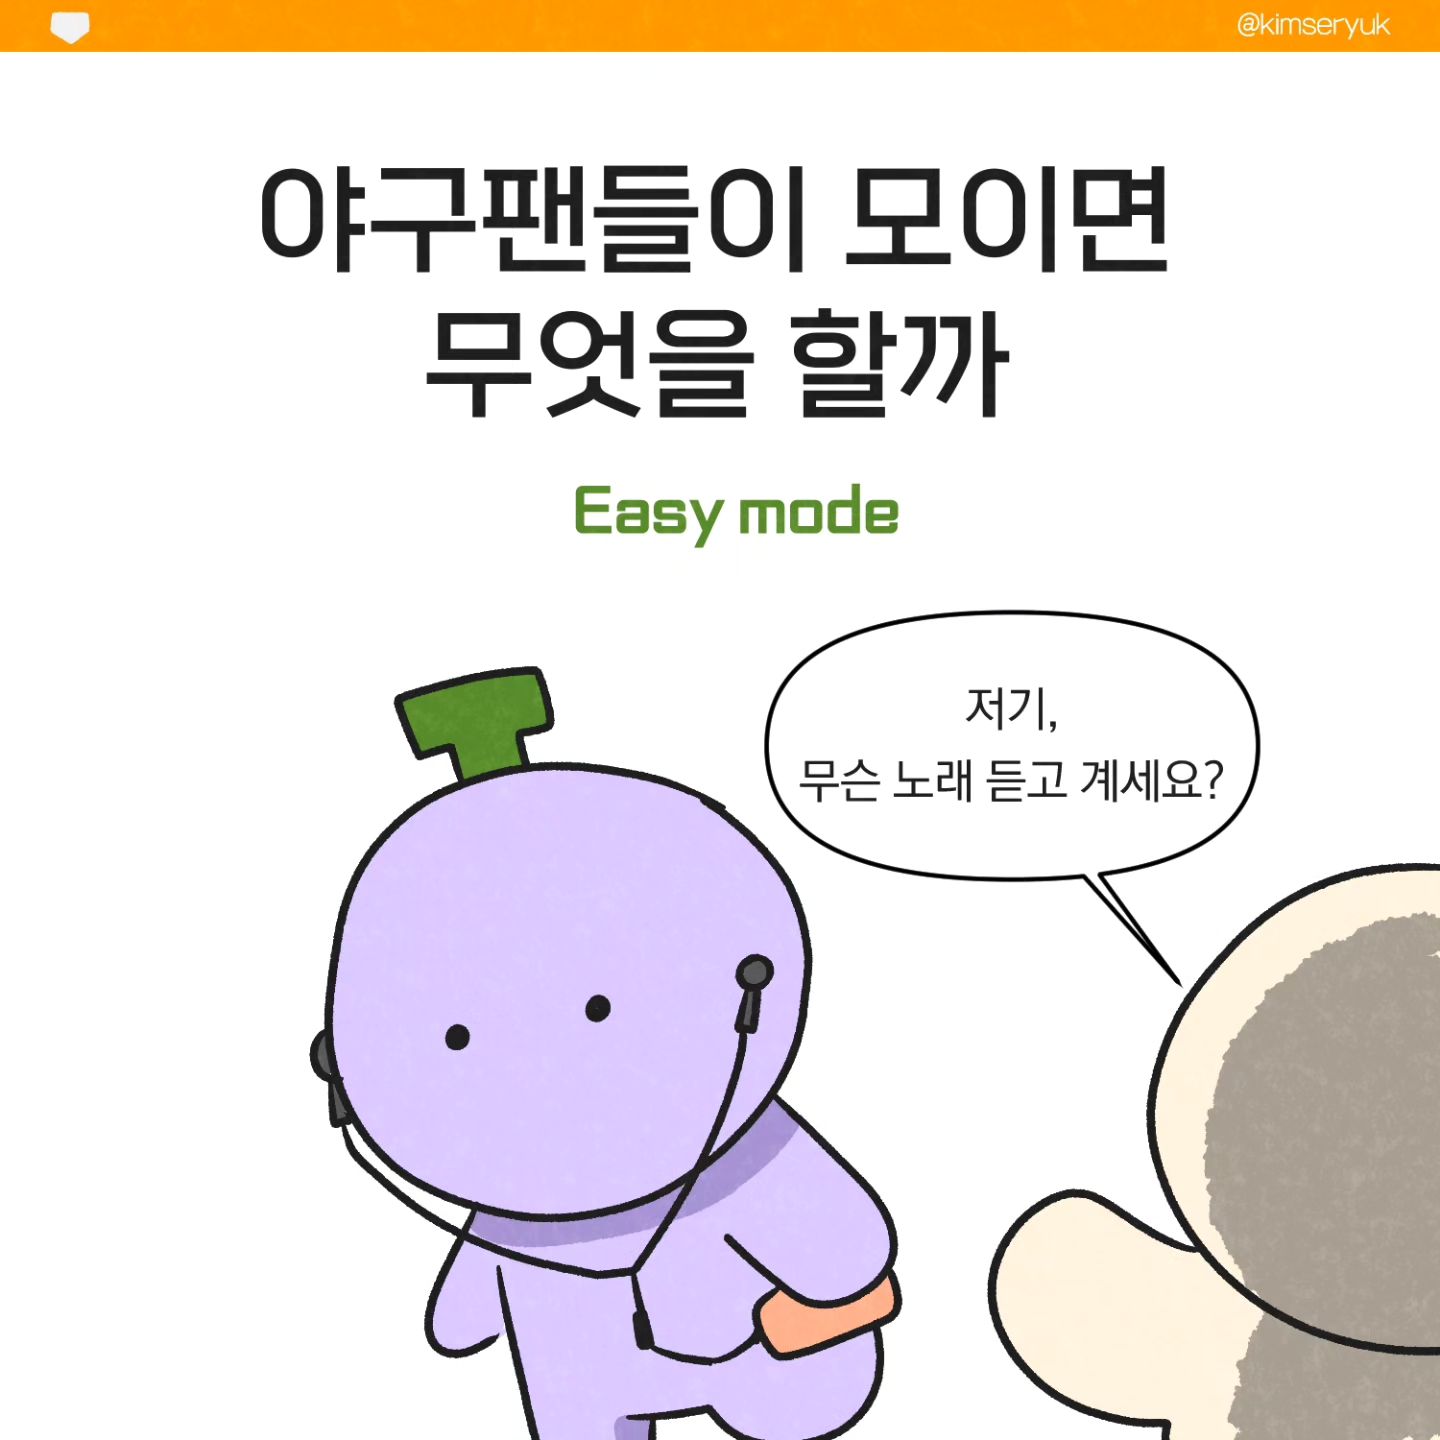 @kimseryuk
야구팬들이 모이면
무엇을 할까
Easy mode
저기,
무슨 노래 듣고 계세요?